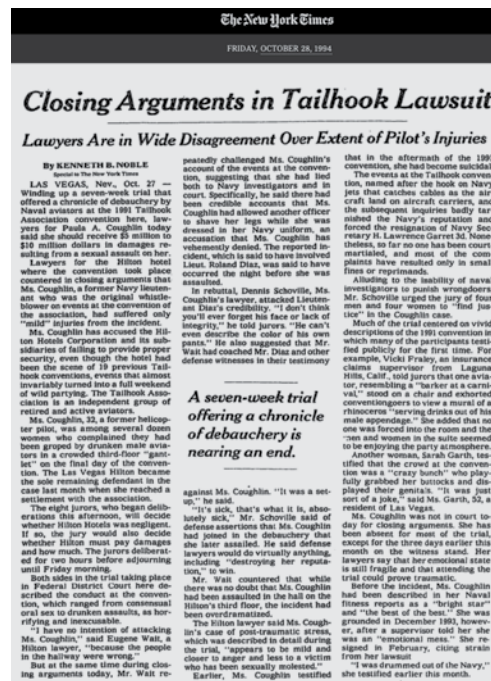 The New York Times
FRIDAY, OCTOBER 28, 1994
Closing Arguments in Tailhook Lawsuit
Lawyers Are in Wide Disagreement Over Extent of Pilot's Injuries
By KENNETH B. NOBLE
Special to The New York Times
LAS VEGAS, Nev., Oct. 27 —
Winding up a seven-week trial that
offered a chronicle of debauchery by
Naval aviators at the 1991 Tailhook
Association convention here, law-
yers for Paula A. Coughlin today
said she should receive $5 million to
$10 million dollars in damages re-
sulting from a sexual assault on her.
Lawyers for the Hilton hotel
where the convention took place
countered in closing arguments that
Ms. Coughlin, a former Navy lieuten-
ant who was the original whistle-
blower on events at the convention of
the association, had suffered only
"mild" injuries from the incident.
Ms. Coughlin has accused the Hil-
ton Hotels Corporation and its sub-
sidiaries of failing to provide proper
security, even though the hotel had
been the scene of 19 previous Tail-
hook conventions, events that almost
invariably turned into a full weekend
of wild partying. The Tailhook Asso-
ciation is an independent group of
retired and active aviators.
Ms. Coughlin, 32, a former helicop-
ter pilot, was among several dozen
women who complained they had
been groped by drunken male avia-
tors in a crowded third-floor "gant-
let" on the final day of the conven-
tion. The Las Vegas Hilton became
the sole remaining defendant in the
case last month when she reached a
settlement with the association.
The eight jurors, who began delib-
erations this afternoon, will decide
whether Hilton Hotels was negligent.
If so, the jury would also decide
whether Hilton must pay damages
and how much. The jurors deliberat-
ed for two hours before adjourning
until Friday morning.
Both sides in the trial taking place
in Federal District Court here de-
scribed the conduct at the conven-
tion, which ranged from consensual
oral sex to drunken assaults, as hor-
rifying and inexcusable.
"I have no intention of attacking
Ms. Coughlin," said Eugene Wait, a
Hilton lawyer, "because the people
in the hallway were wrong."
But at the same time during clos-
ing arguments today, Mr. Wait re-
peatedly challenged Ms. Coughlin's
account of the events at the conven-
tion, suggesting that she had lied
both to Navy investigators and in
court. Specifically, he said there had
been credible accounts that Ms.
Coughlin had allowed another officer
to shave her legs while she was
dressed in her Navy uniform, an
accusation that Ms. Coughlin has
vehemently denied. The reported in-
cident, which is said to have involved
Lieut. Roland Diaz, was said to have
occurred the night before she was
assaulted.
In rebuttal, Dennis Schoville, Ms.
Coughlin's lawyer, attacked Lieuten-
ant Diaz's credibility. "I don't think
you'll ever forget his face or lack of
integrity," he told jurors. "He can't
even describe the color of his own
pants." He also suggested that Mr.
Wait had coached Mr. Diaz and other
defense witnesses in their testimony
A seven-week trial
offering a chronicle
of debauchery is
nearing an end.
against Ms. Coughlin. "It was a set-
up," he said.
"It's sick, that's what it is, abso-
lutely sick," Mr. Schoville said of
defense assertions that Ms. Coughlin
had joined in the debauchery that
she later assailed. He said defense
lawyers would do virtually anything,
including "destroying her reputa-
tion," to win.
Mr. Wait countered that while
there was no doubt that Ms. Coughlin
had been assaulted in the hall on the
Hilton's third floor, the incident had
been overdramatized.
The Hilton lawyer said Ms. Cough-
lin's case of post-traumatic stress,
which was described in detail during
the trial, "appears to be mild and
closer to anger and less to a victim
who has been sexually molested."
Earlier, Ms. Coughlin testified
that in the aftermath of the 1991
convention, she had become suicidal
The events at the Tailhook conven
tion, named after the hook on Navy
jets that catches cables as the air
craft land on aircraft carriers, and
the subsequent inquiries badly tar
nished the Navy's reputation and
forced the resignation of Navy Sec
retary H. Lawrence Garret 3d. None
theless, so far no one has been court
martialed, and most of the com
plaints have resulted only in small
fines or reprimands.
Alluding to the inability of nava
investigators to punish wrongdoers
Mr. Schoville urged the jury of four
men and four women to "find jus
tice" in the Coughlin case.
Much of the trial centered on vivid
descriptions of the 1991 convention in
which many of the participants testi
fied publicly for the first time. For
example, Vicki Praley, an insurance
claims supervisor from Laguna
Hills, Calif., told jurors that one avia-
tor, resembling a "barker at a carni-
val," stood on a chair and exhorted
conventiongoers to view a mural of a
rhinoceros "serving drinks out of his
male appendage." She added that no
one was forced into the room and the
men and women in the suite seemed
to be enjoying the party atmosphere.
Another woman, Sarah Garth, tes-
tified that the crowd at the conven-
tion was a "crazy bunch" who play-
fully grabbed her buttocks and dis-
played their genitals. "It was just
sort of a joke," said Ms. Garth, 52, a
resident of Las Vegas.
Ms. Coughlin was not in court to-
day for closing arguments. She has
been absent for most of the trial,
except for the three days earlier this
month on the witness stand. Her
lawyers say that her emotional state
is still fragile and that attending the
trial could prove traumatic.
Before the incident, Ms. Coughlin
had been described in her Naval
fitness reports as a "bright star"
and "the best of the best." She was
grounded in December 1993, howev-
er, after a supervisor told her she
was an "emotional mess." She re-
signed in February, citing strain
from her lawsuit
"I was drummed out of the Navy,"
she testified earlier this month.